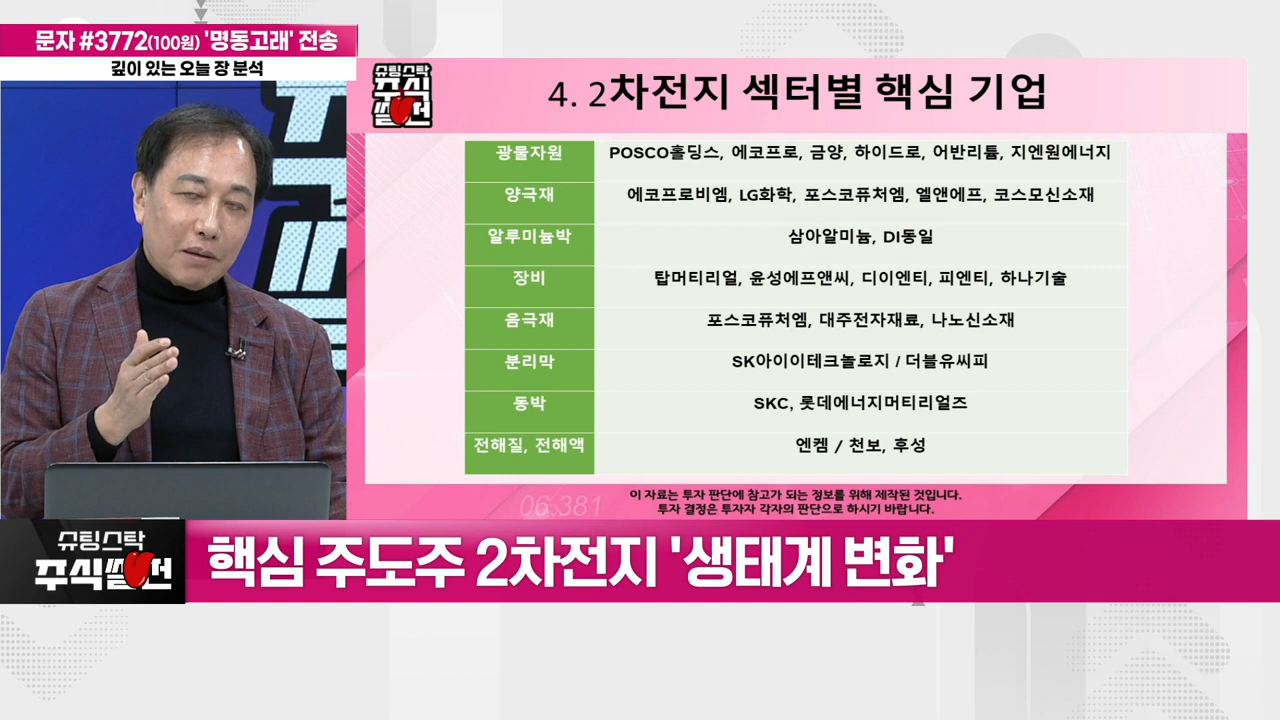 문자 #3772(100원) '명동고래' 전송
깊이 있는 오늘 장 분석
슈팅스탁
주식썰전
4. 2차전지 섹터별 핵심 기업
광물자원 POSCO홀딩스, 에코프로, 금양, 하이드로, 어반리튬, 지엔원에너지
양극재 에코프로비엠, LG화학, 포스코퓨처엠, 엘앤에프, 코스모신소재
알루미늄박 삼아알미늄, DI동일
장비 탑머티리얼, 윤성에프앤씨, 디이엔티, 피엔티, 하나기술
음극재 포스코퓨처엠, 대주전자재료, 나노신소재
분리막 SK아이이테크놀로지 / 더블유씨피
동박 SKC, 롯데에너지머티리얼즈
전해질, 전해액 엔켐 / 천보, 후성
06.381
이 자료는 투자 판단에 참고가 되는 정보를 위해 제작된 것입니다.
투자 결정은 투자자 각자의 판단으로 하시기 바랍니다.
슈팅스탁
주식썰전
핵심 주도주 2차전지 '생태계 변화'